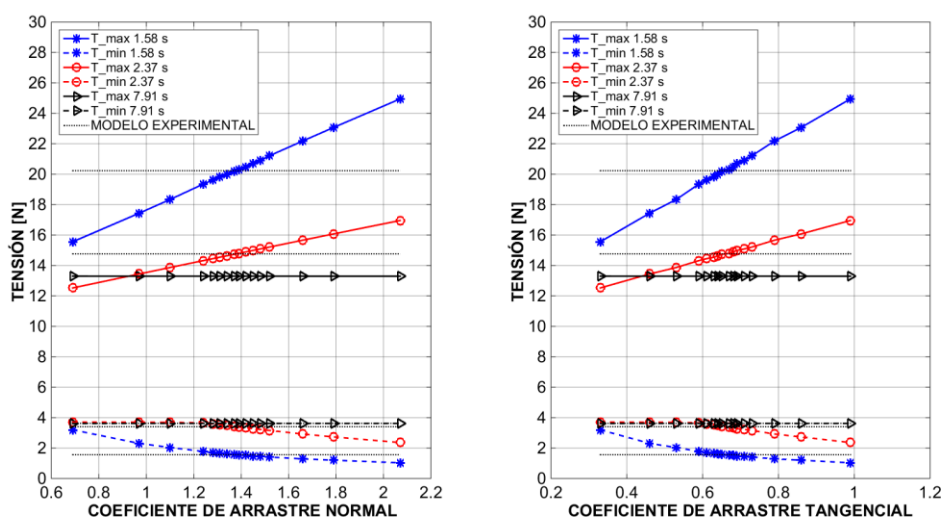 30
28
26
24
22
20
18
16
14
12
10
8
6
4
2
0
TENSIÓN [N]
T_max 1.58 s
T_min 1.58 s
T_max 2.37 s
T_min 2.37 s
T_max 7.91 s
T_min 7.91 s
MODELO EXPERIMENTAL
0.6 0.8 1 1.2 1.4 1.6 1.8 2 2.2
COEFICIENTE DE ARRASTRE NORMAL
30
28
26
24
22
20
18
16
14
12
10
8
6
4
2
0
TENSIÓN [N]
T_max 1.58 s
T_min 1.58 s
T_max 2.37 s
T_min 2.37 s
T_max 7.91 s
T_min 7.91 s
MODELO EXPERIMENTAL
0.2 0.4 0.6 0.8 1 1.2
COEFICIENTE DE ARRASTRE TANGENCIAL